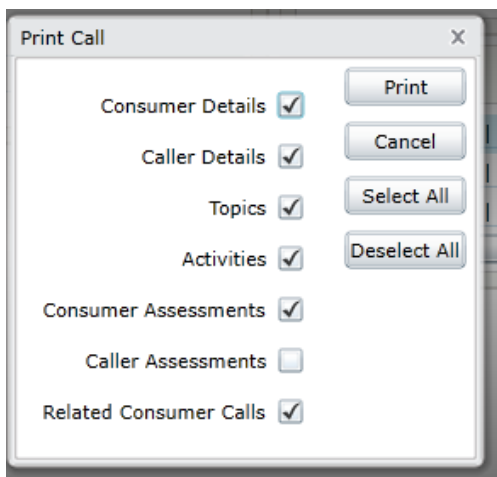 Print Call
Consumer Details
Print
Caller Details
Cancel
Topics
Select All
Activities
Deselect All
Consumer Assessments
Caller Assessments
Related Consumer Calls